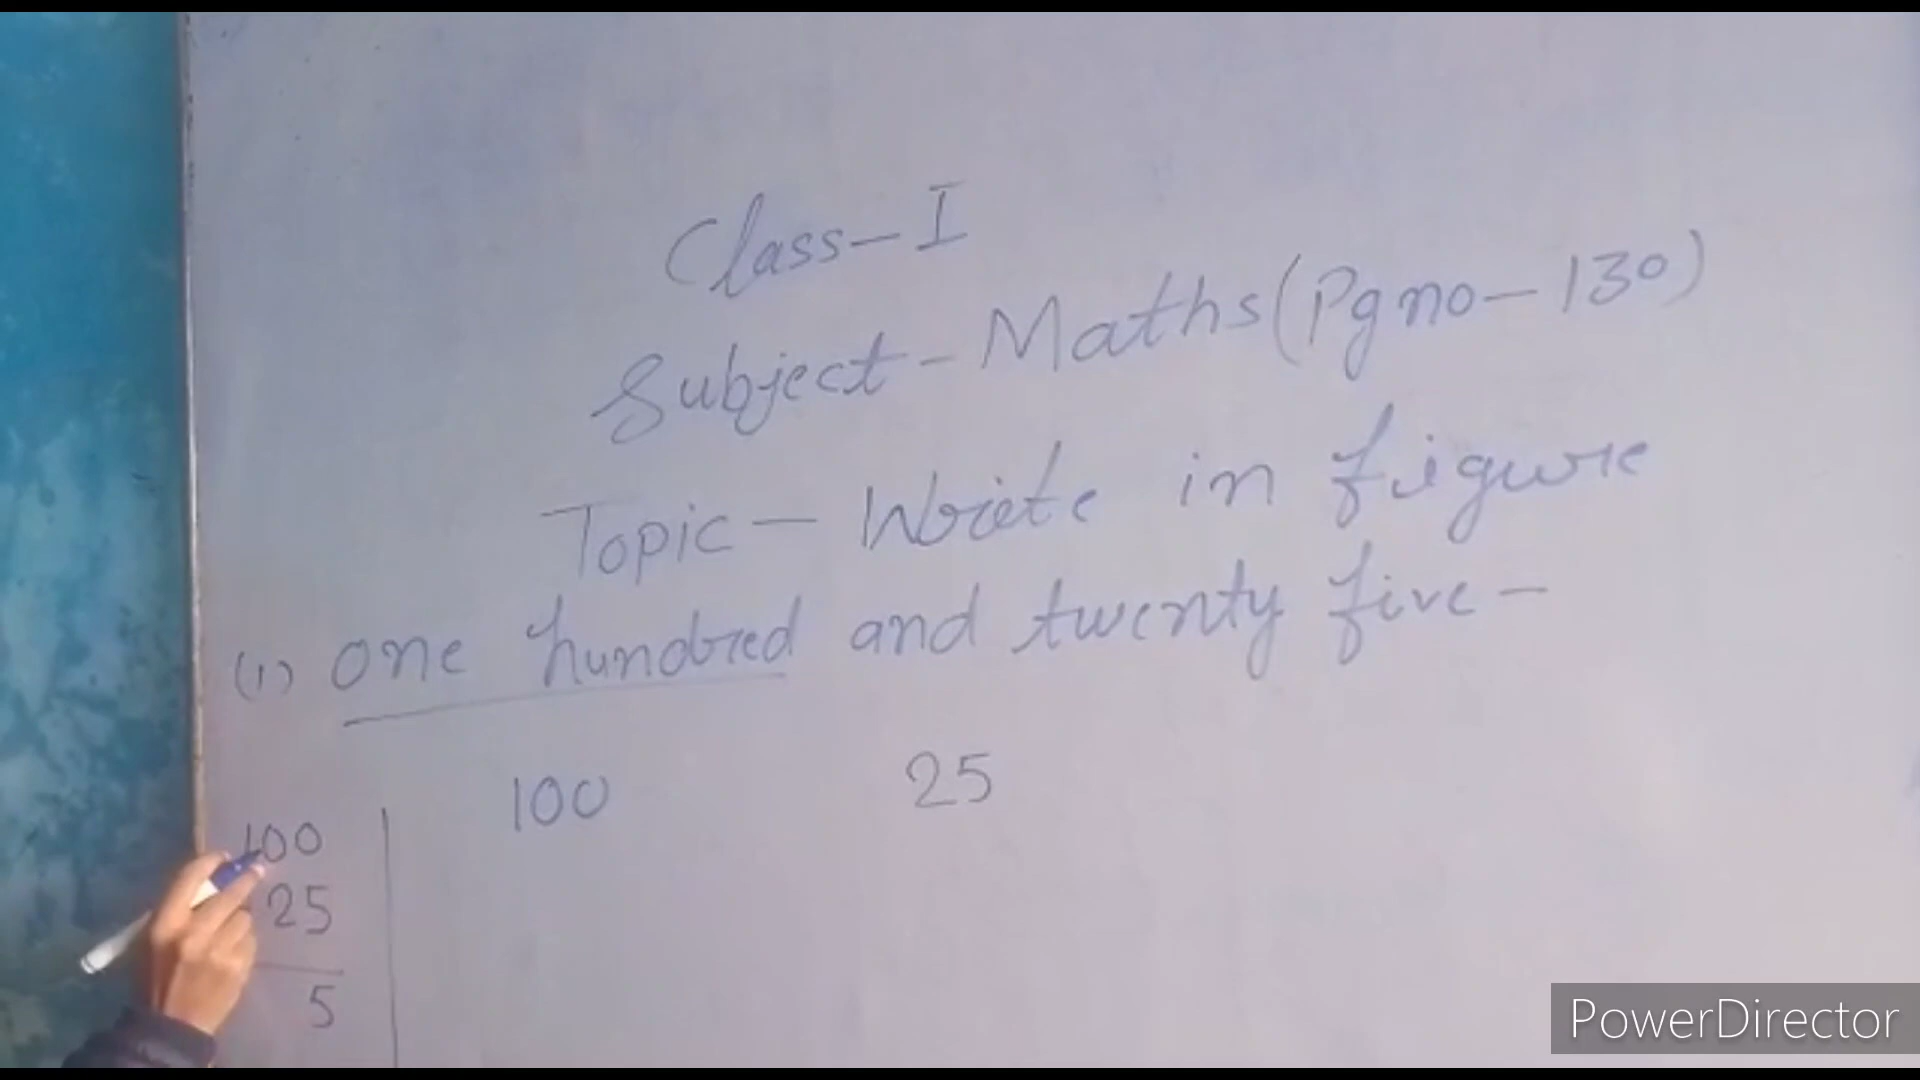 Class-I
Subject-Maths(Pg no-130)
Topic-Write in figure
(1) One hundred and twenty five-
100 25
100
25
5
PowerDirector